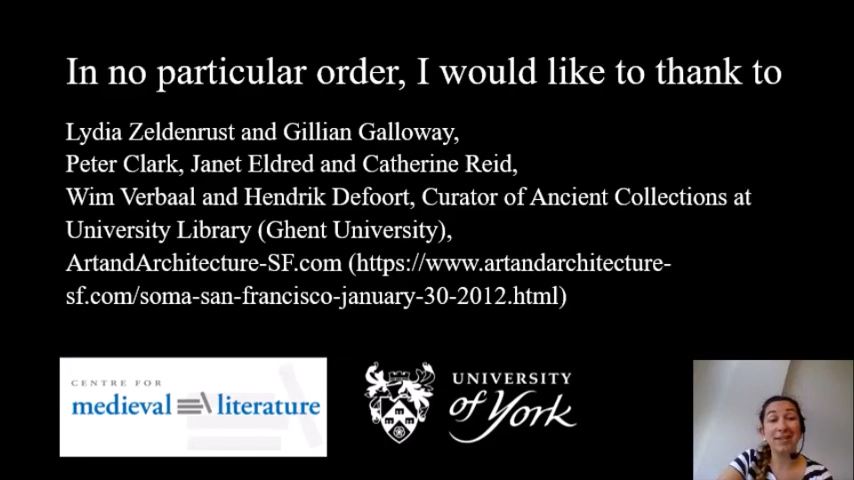 In no particular order, I would like to thank to
Lydia Zeldenrust and Gillian Galloway,
Peter Clark, Janet Eldred and Catherine Reid,
Wim Verbaal and Hendrik Defoort, Curator of Ancient Collections at
University Library (Ghent University),
ArtandArchitecture-SF.com (https://www.artandarchitecture-
sf.com/soma-san-francisco-january-30-2012.html)
CENTRE FOR
medieval literature
UNIVERSITY
of York